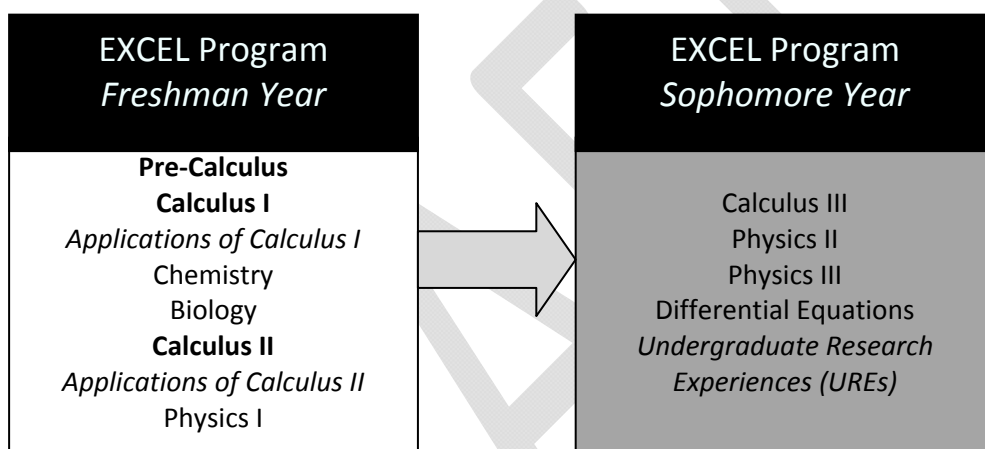 EXCEL Program
Freshman Year
Pre-Calculus
Calculus I
Applications of Calculus I
Chemistry
Biology
Calculus II
Applications of Calculus II
Physics I
EXCEL Program
Sophomore Year
Calculus III
Physics II
Physics III
Differential Equations
Undergraduate Research
Experiences (UREs)